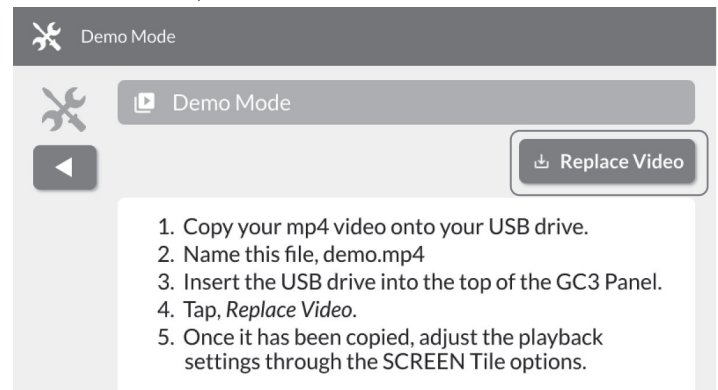 Demo Mode
Demo Mode
Replace Video
1. Copy your mp4 video onto your USB drive.
2. Name this file, demo.mp4
3. Insert the USB drive into the top of the GC3 Panel.
4. Tap, Replace Video.
5. Once it has been copied, adjust the playback
settings through the SCREEN Tile options.